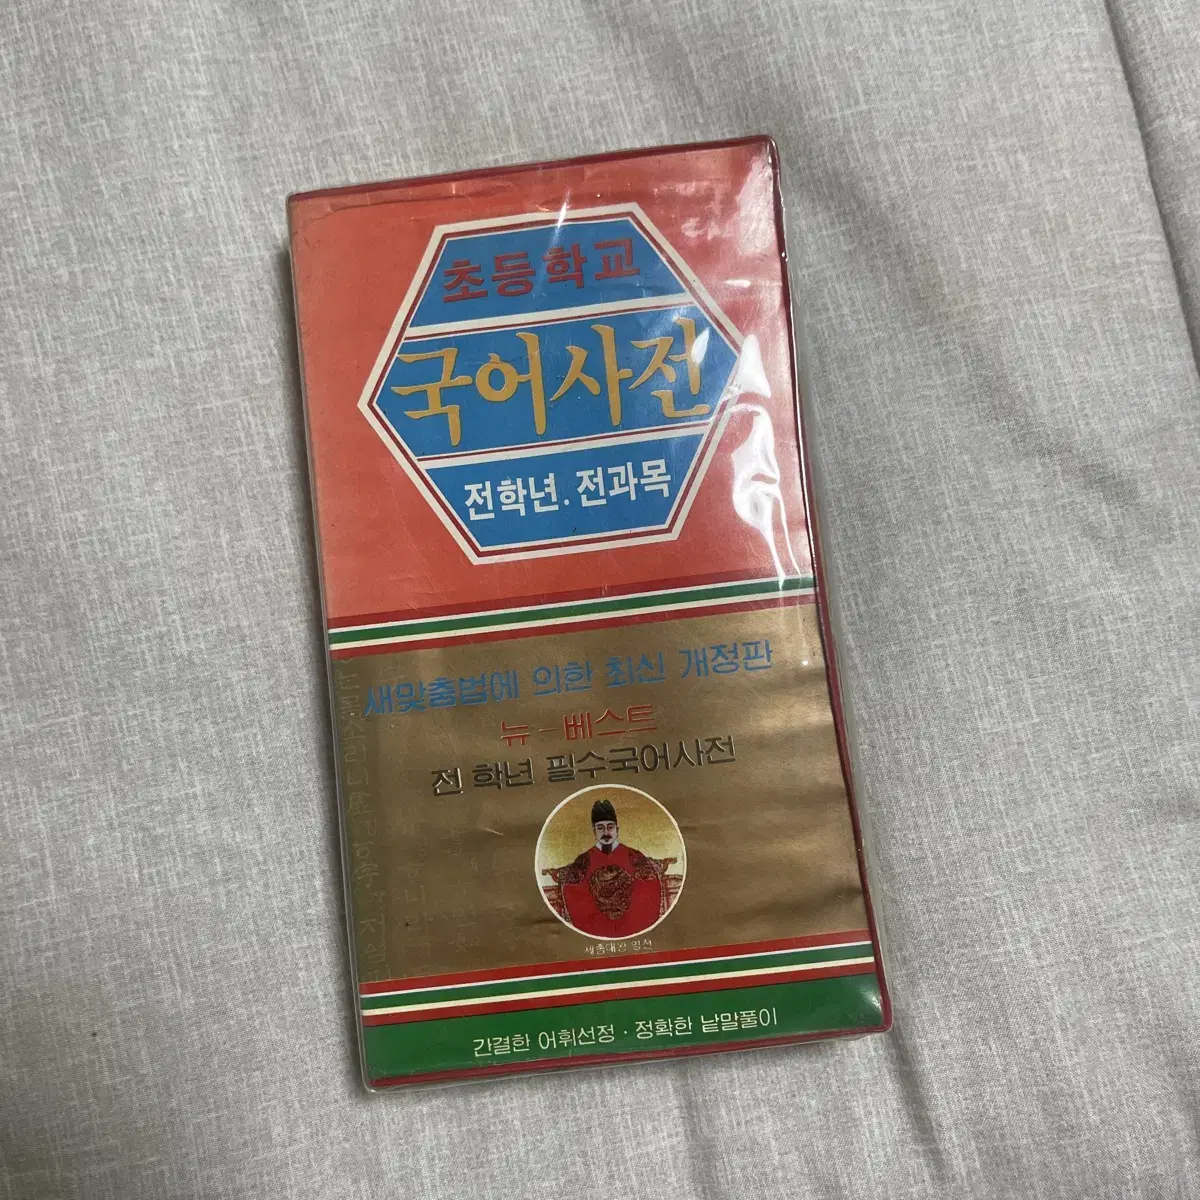 초등학교
국어사전
전학년. 전과목
새맞춤법에 의한 최신 개정판
뉴-베스트
전 학년 필수국어사전
세종대왕 영정
간결한 어휘선정 · 정확한 낱말풀이